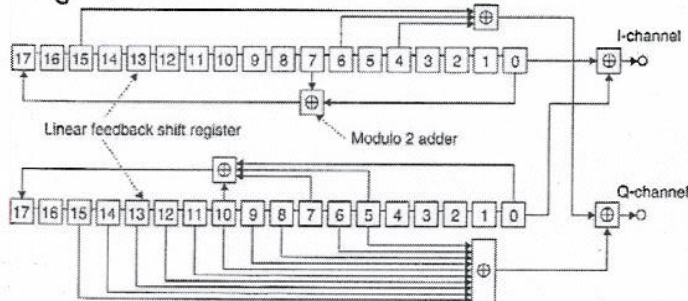 I-channel
17 16 15 14 13 12 11 10 9 8 7 6 5 4 3 2 1 0
Linear feedback shift register
Modulo 2 adder
Q-channel
17 16 15 14 13 12 11 10 9 8 7 6 5 4 3 2 1 0